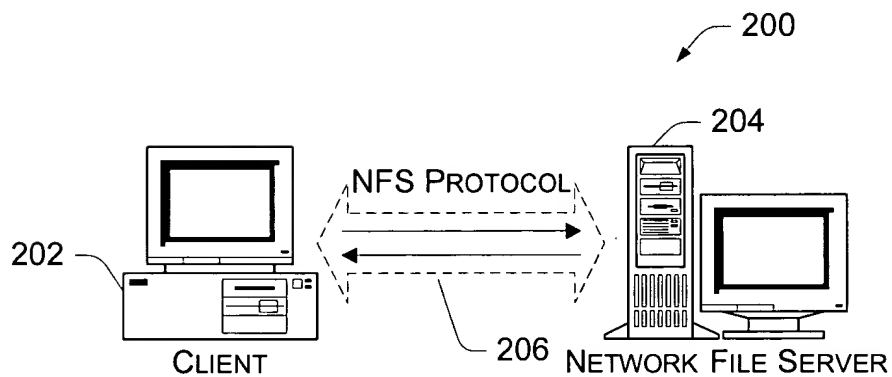 200
204
NFS PROTOCOL
202
206
CLIENT
NETWORK FILE SERVER